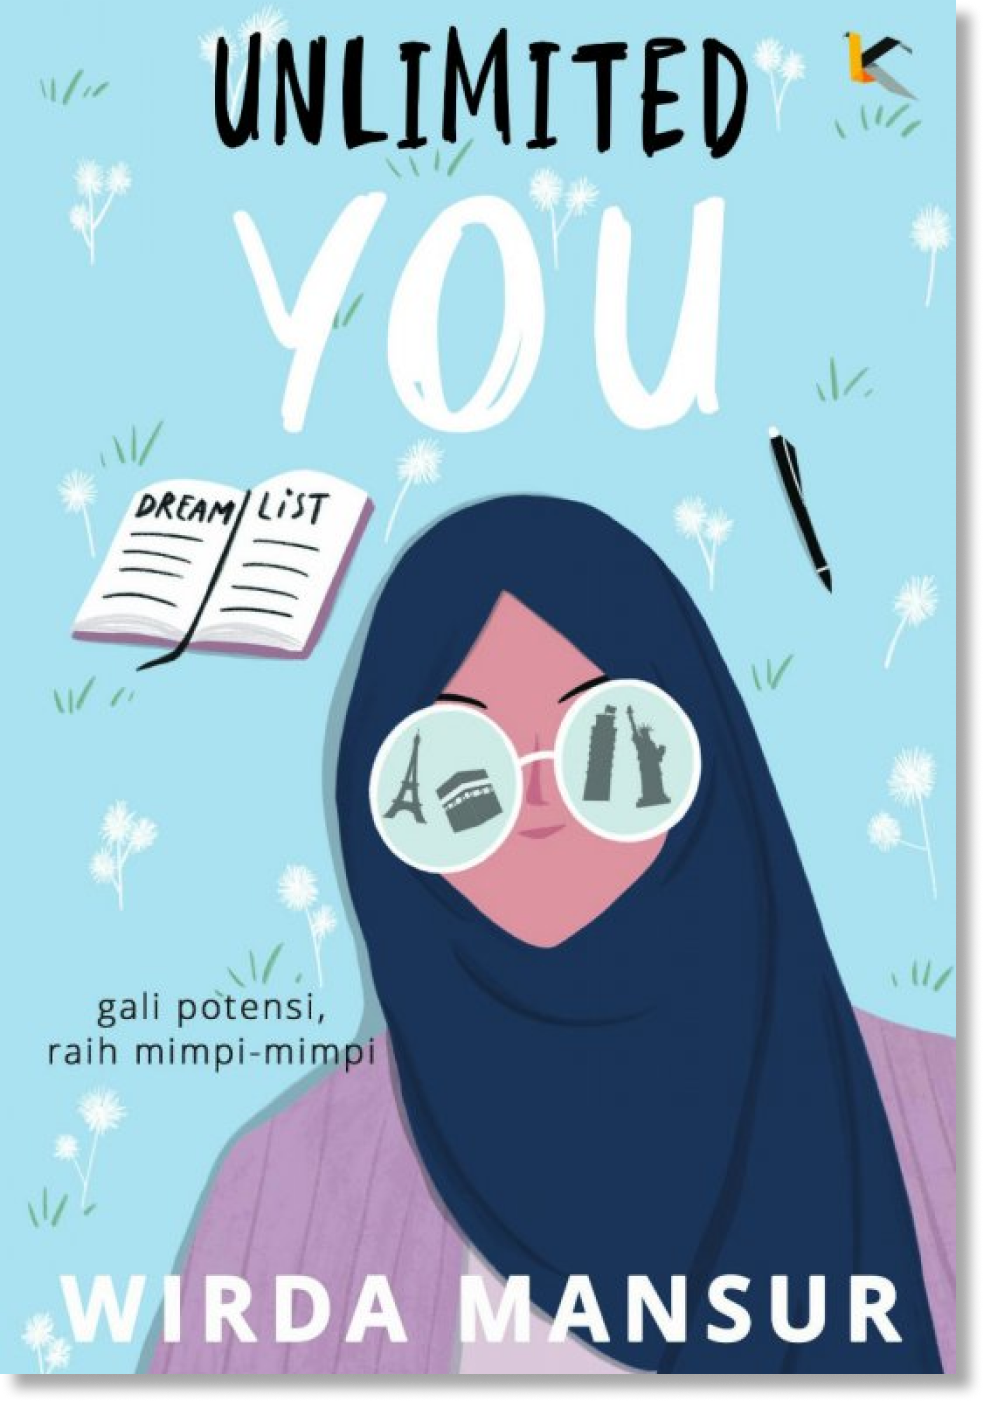 UNLIMITED
YOU
DREAM LIST
gali potensi,
raih mimpi-mimpi
WIRDA MANSUR